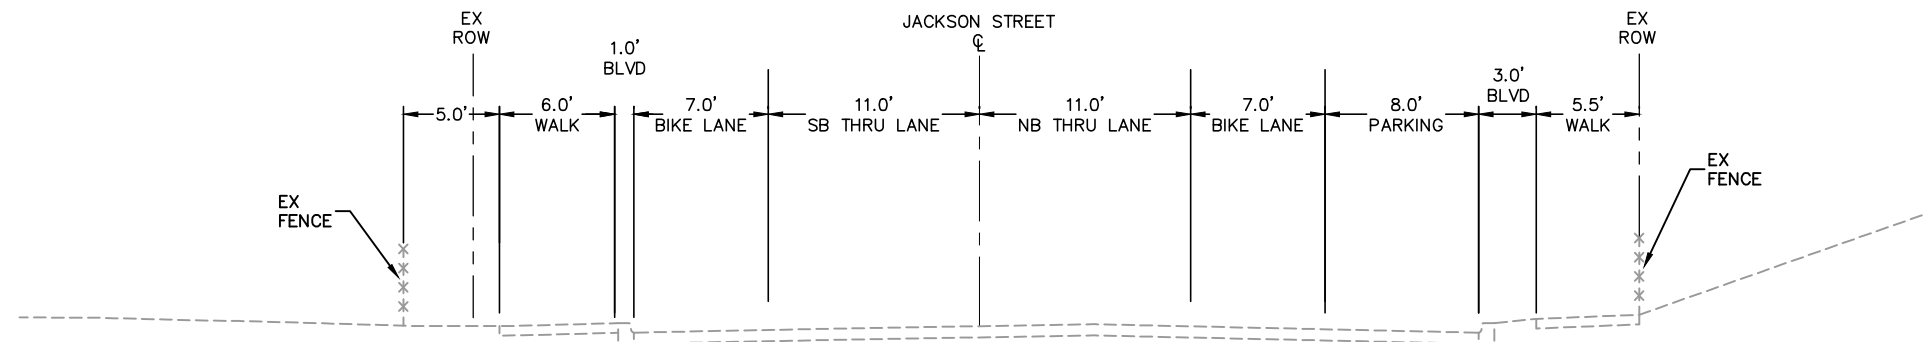 EX
ROW
1.0'
BLVD
JACKSON STREET
℄
EX
ROW
3.0'
BLVD
5.0'
6.0'
WALK
7.0'
BIKE LANE
11.0'
SB THRU LANE
11.0'
NB THRU LANE
7.0'
BIKE LANE
8.0'
PARKING
5.5'
WALK
EX
FENCE
EX
FENCE